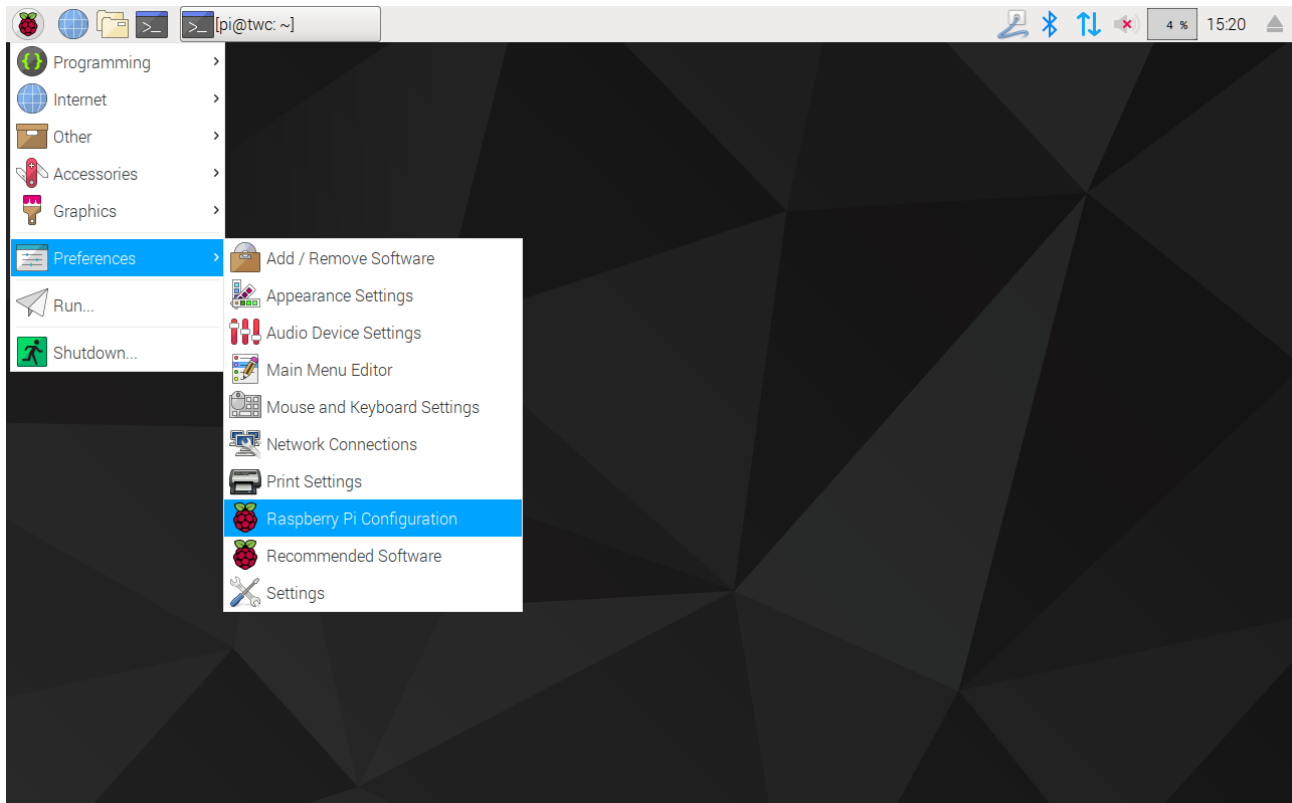 [pi@twc: ~]
4 %
15:20
Programming
Internet
Other
Accessories
Graphics
Preferences
Run...
Shutdown...
Add / Remove Software
Appearance Settings
Audio Device Settings
Main Menu Editor
Mouse and Keyboard Settings
Network Connections
Print Settings
Raspberry Pi Configuration
Recommended Software
Settings